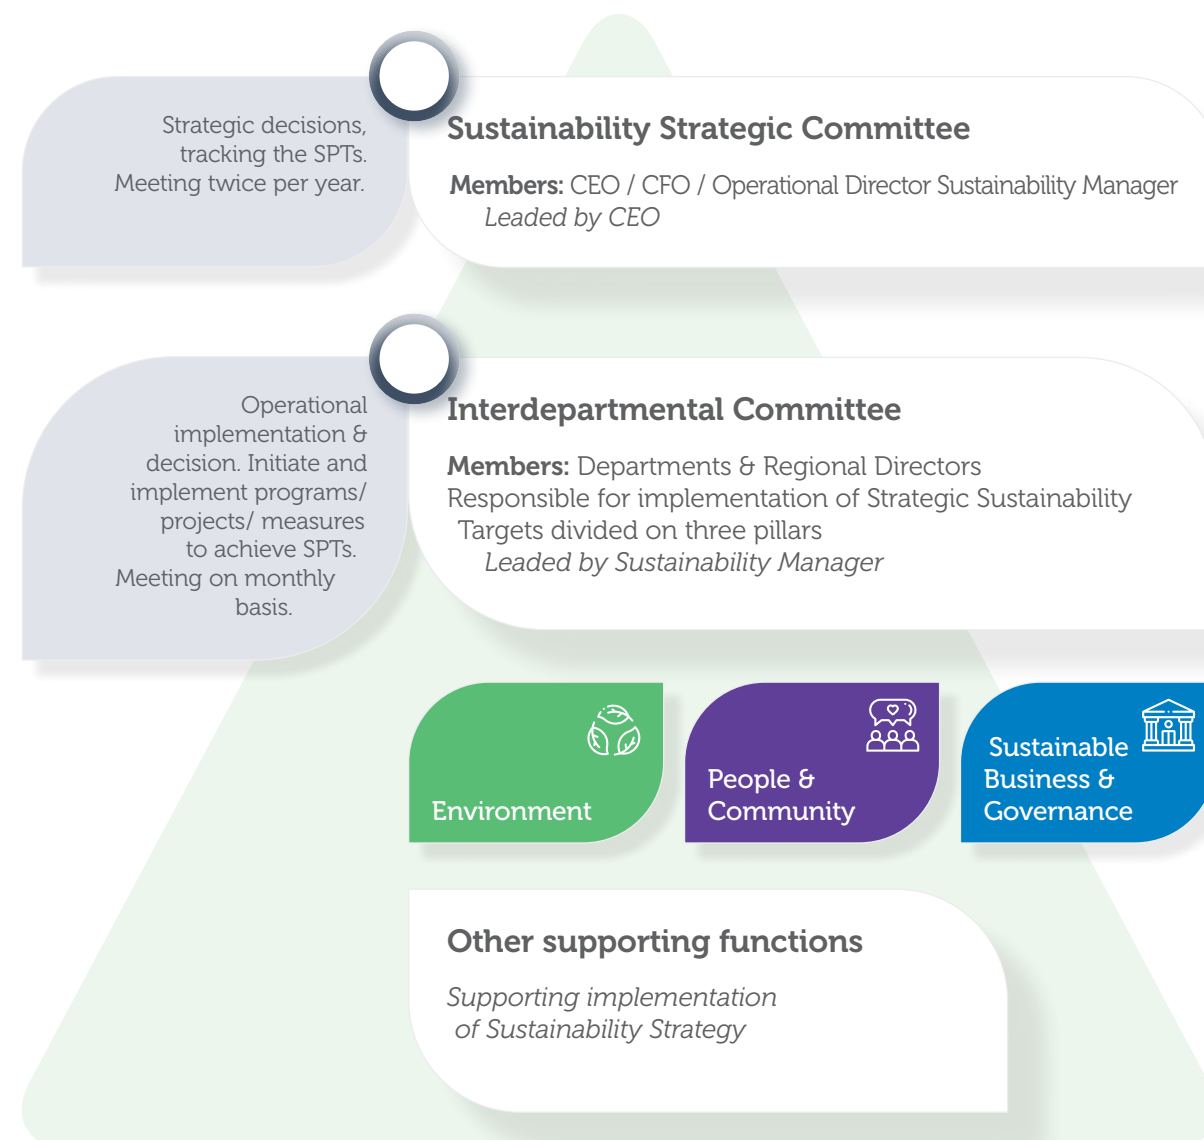 Strategic decisions,
tracking the SPTs.
Meeting twice per year.
Sustainability Strategic Committee
Members: CEO / CFO / Operational Director Sustainability Manager
Leaded by CEO
Operational
implementation &
decision. Initiate and
implement programs/
projects/ measures
to achieve SPTs.
Meeting on monthly
basis.
Interdepartmental Committee
Members: Departments & Regional Directors
Responsible for implementation of Strategic Sustainability
Targets divided on three pillars
Leaded by Sustainability Manager
Environment
People &
Community
Sustainable
Business &
Governance
Other supporting functions
Supporting implementation
of Sustainability Strategy